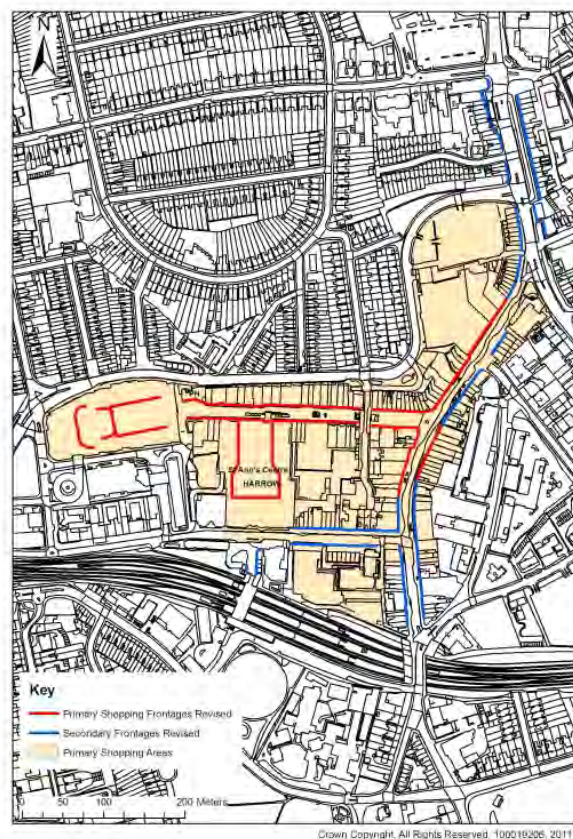 N
St Ann's Centre
HARROW
Key
Primary Shopping Frontages Revised
Secondary Frontages Revised
Primary Shopping Areas
0 50 100 200 Meters
Crown Copyright. All Rights Reserved. 100019206, 2011